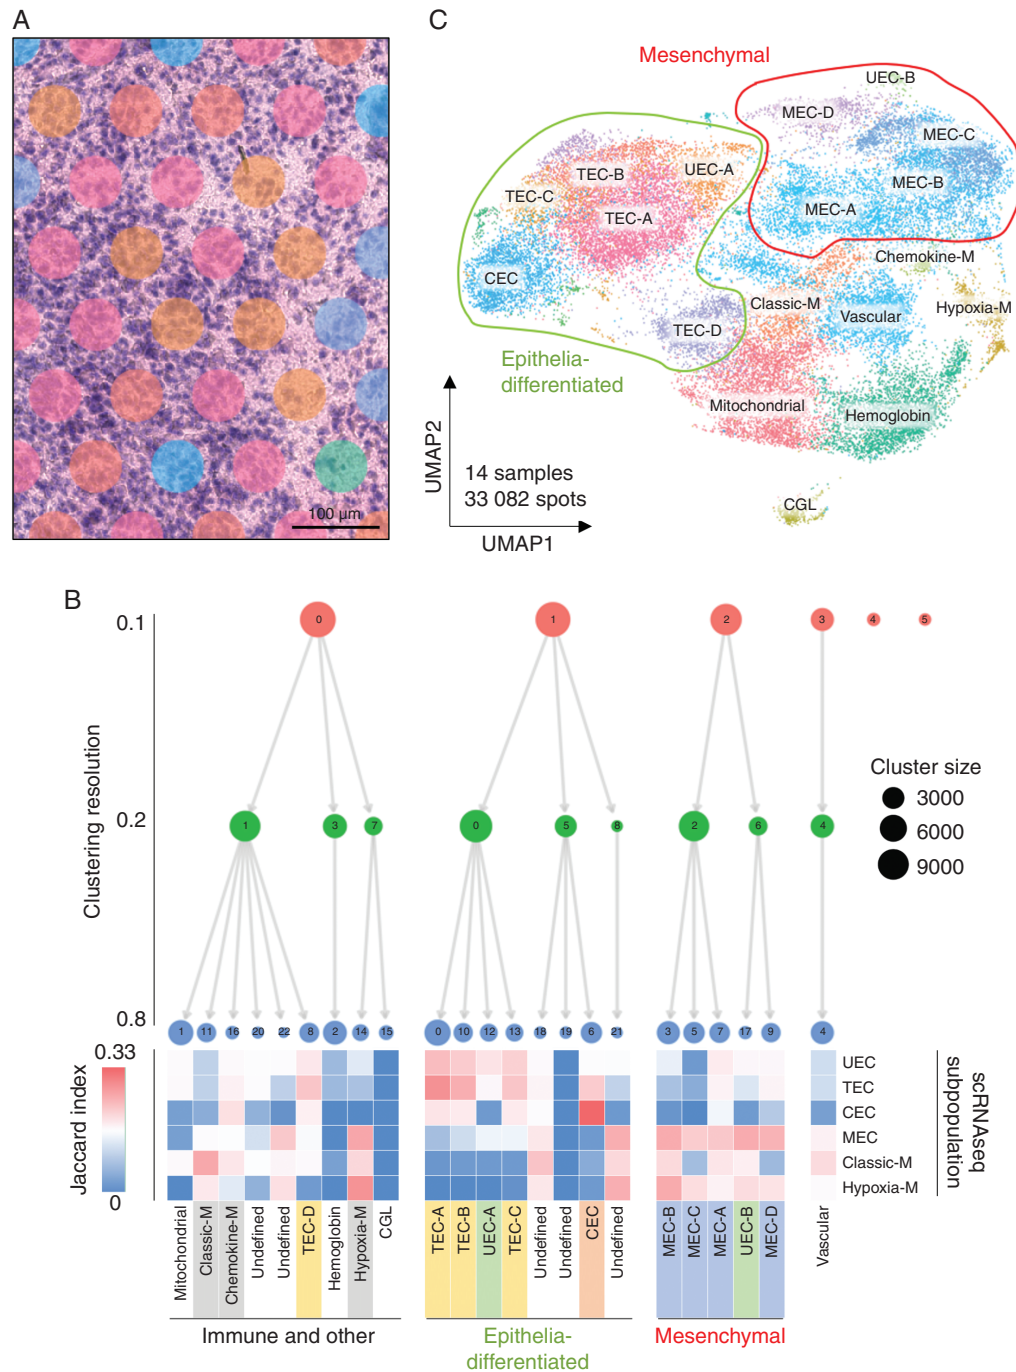 A
100 µm
C
Mesenchymal
UEC-B
MEC-D
MEC-C
TEC-B
UEC-A
MEC-B
TEC-C
MEC-A
TEC-A
Chemokine-M
CEC
Classic-M
Hypoxia-M
Vascular
TEC-D
Epithelia-
differentiated
Mitochondrial
Hemoglobin
UMAP2
14 samples
33 082 spots
CGL
UMAP1
B
Clustering resolution
0.1
0 1 2 3 4 5
0.2
1 3 7 0 5 8 2 6 4
Cluster size
3000
6000
9000
0.8
1 11 16 20 22 8 2 14 15 0 10 12 13 18 19 6 21 3 5 7 17 9 4
Jaccard index
0.33
0
UEC
TEC
CEC
MEC
Classic-M
Hypoxia-M
scRNAseq
subpopulation
Mitochondrial
Classic-M
Chemokine-M
Undefined
Undefined
TEC-D
Hemoglobin
Hypoxia-M
CGL
TEC-A
TEC-B
UEC-A
TEC-C
Undefined
Undefined
CEC
Undefined
MEC-B
MEC-C
MEC-A
UEC-B
MEC-D
Vascular
Immune and other
Epithelia-
differentiated
Mesenchymal